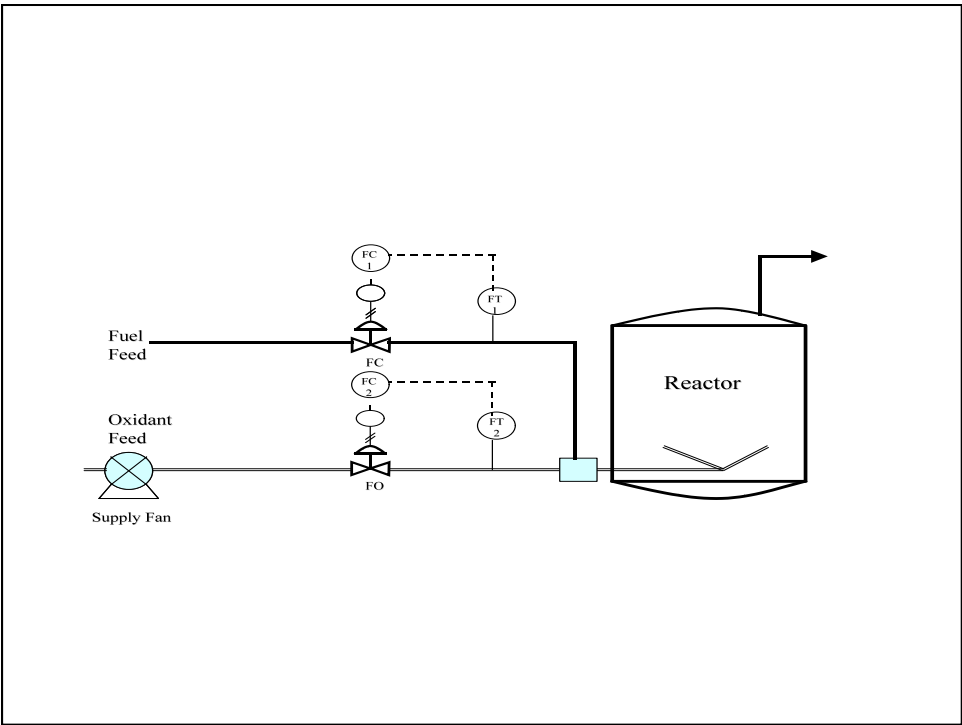 FC
1
FT
1
Fuel
Feed
FC
FC
2
Reactor
Oxidant
Feed
FT
2
FO
Supply Fan